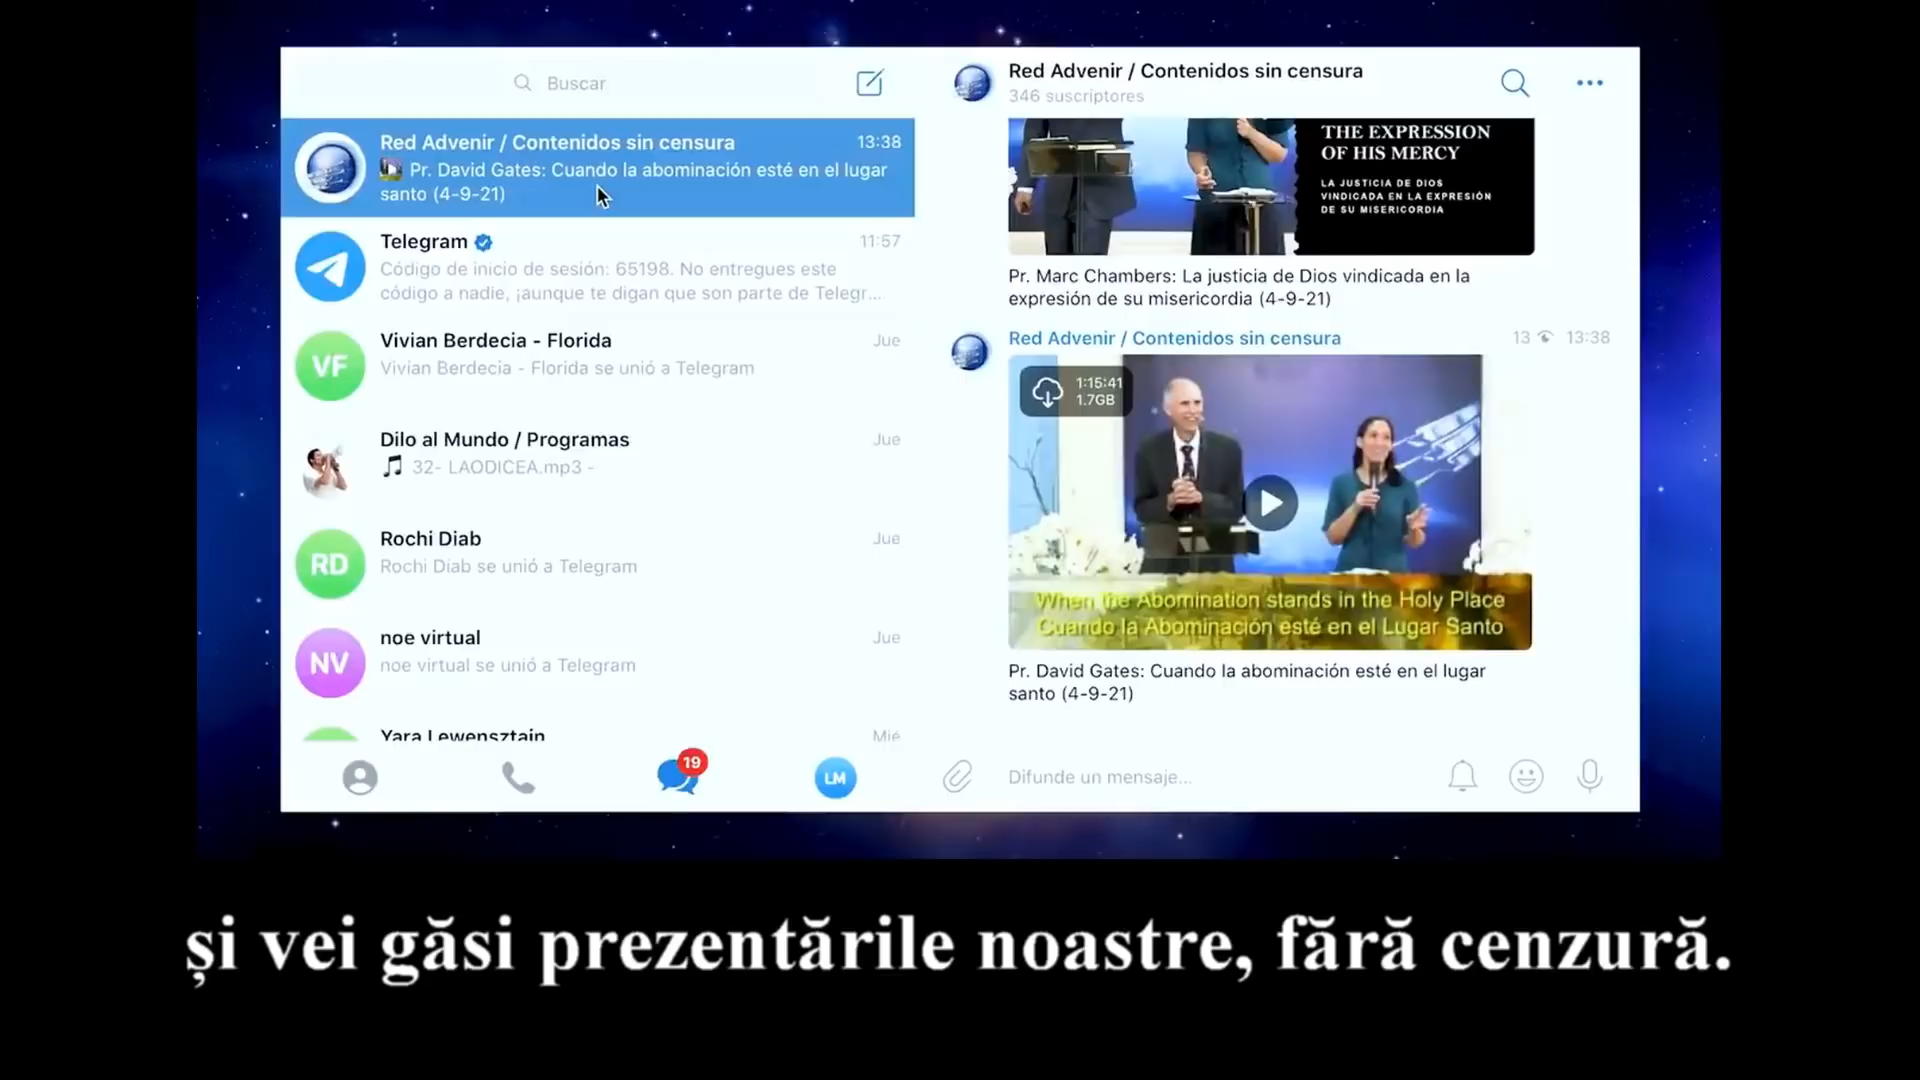 Buscar
Red Advenir / Contenidos sin censura
13:38
Pr. David Gates: Cuando la abominación esté en el lugar
santo (4-9-21)
Telegram
11:57
Código de inicio de sesión: 65198. No entregues este
código a nadie, ¡aunque te digan que son parte de Telegr...
VF
Vivian Berdecia - Florida
Jue
Vivian Berdecia - Florida se unió a Telegram
Dilo al Mundo / Programas
Jue
32- LAODICEA.mp3 -
RD
Rochi Diab
Jue
Rochi Diab se unió a Telegram
NV
noe virtual
Jue
noe virtual se unió a Telegram
Yara Lewensztain
Mié
19
LM
Red Advenir / Contenidos sin censura
346 suscriptores
THE EXPRESSION
OF HIS MERCY
LA JUSTICIA DE DIOS
VINDICADA EN LA EXPRESIÓN
DE SU MISERICORDIA
Pr. Marc Chambers: La justicia de Dios vindicada en la
expresión de su misericordia (4-9-21)
Red Advenir / Contenidos sin censura
13
13:38
1:15:41
1.7GB
When the Abomination stands in the Holy Place
Cuando la Abominación esté en el Lugar Santo
Pr. David Gates: Cuando la abominación esté en el lugar
santo (4-9-21)
Difunde un mensaje...
și vei găsi prezentările noastre, fără cenzură.